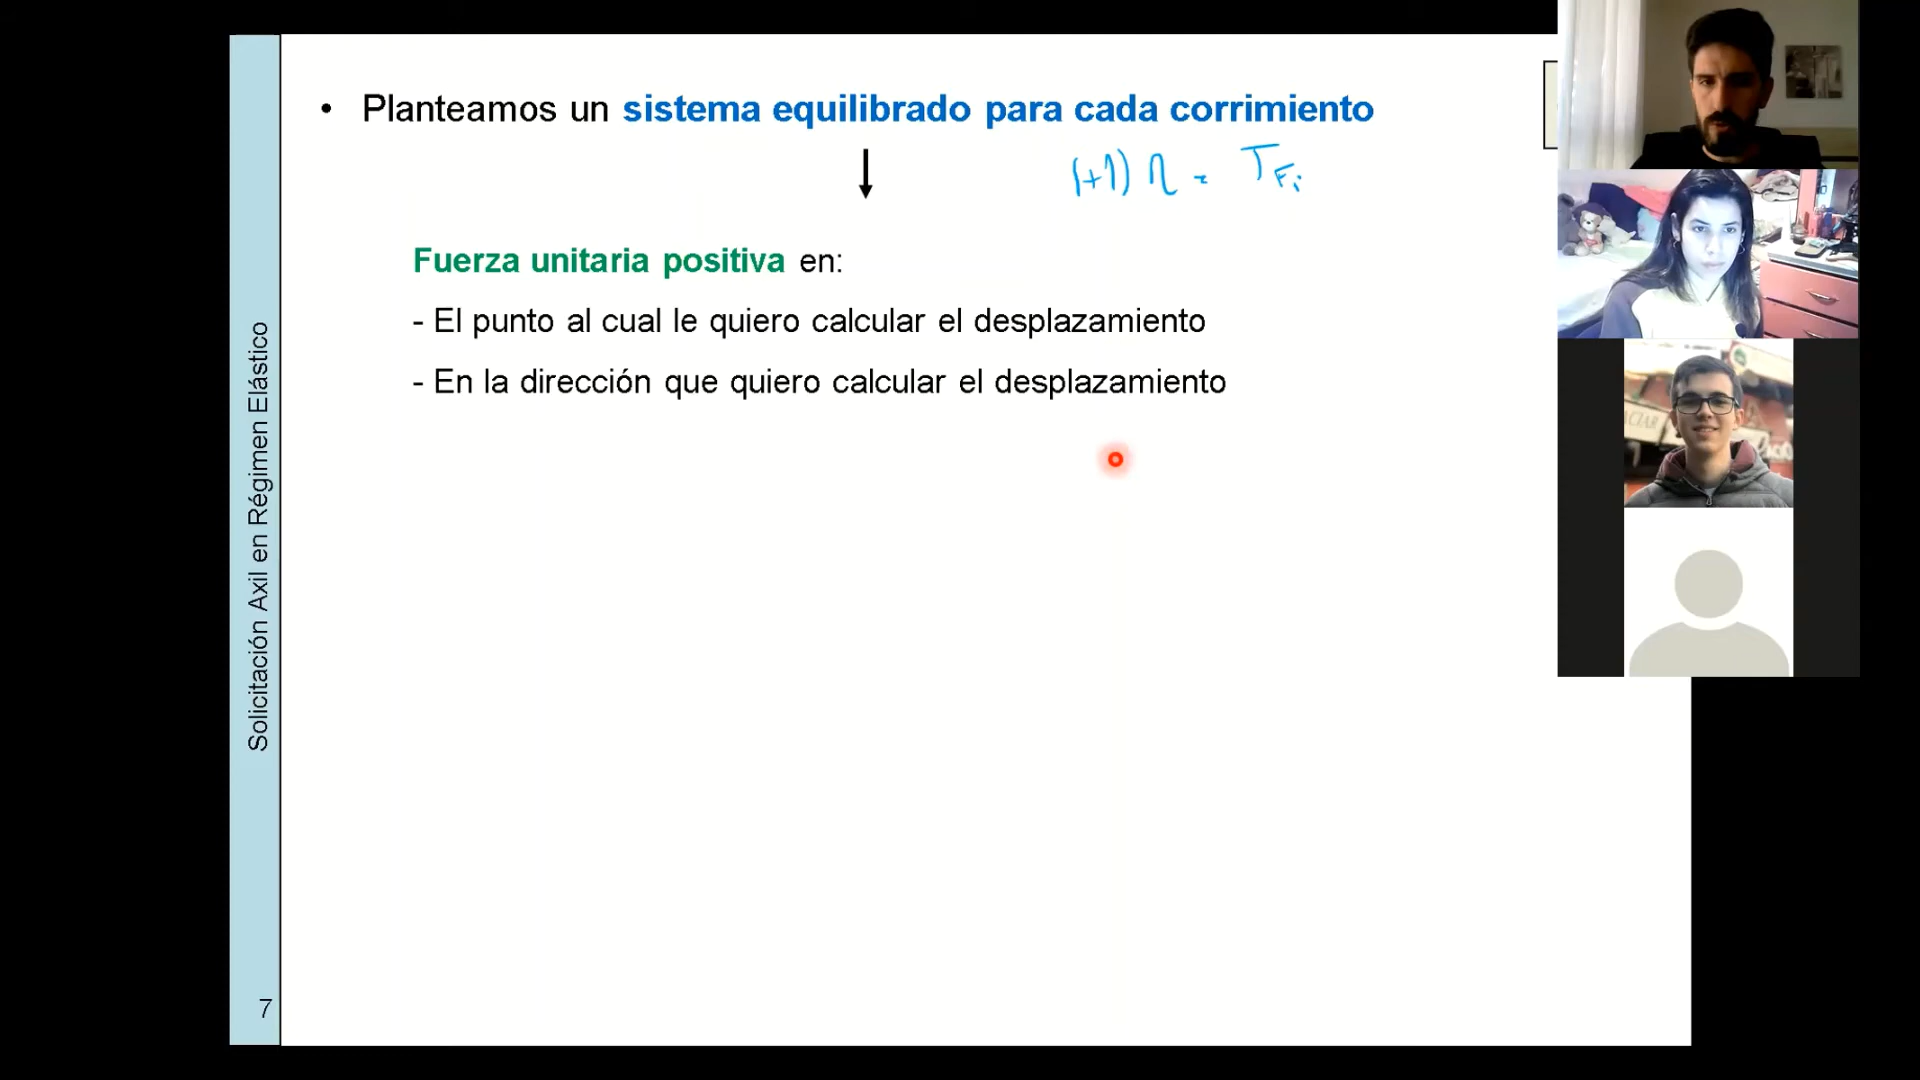 • Planteamos un sistema equilibrado para cada corrimiento
(+1) η = T_Fi
Fuerza unitaria positiva en:
- El punto al cual le quiero calcular el desplazamiento
- En la dirección que quiero calcular el desplazamiento
Solicitación Axil en Régimen Elástico
7